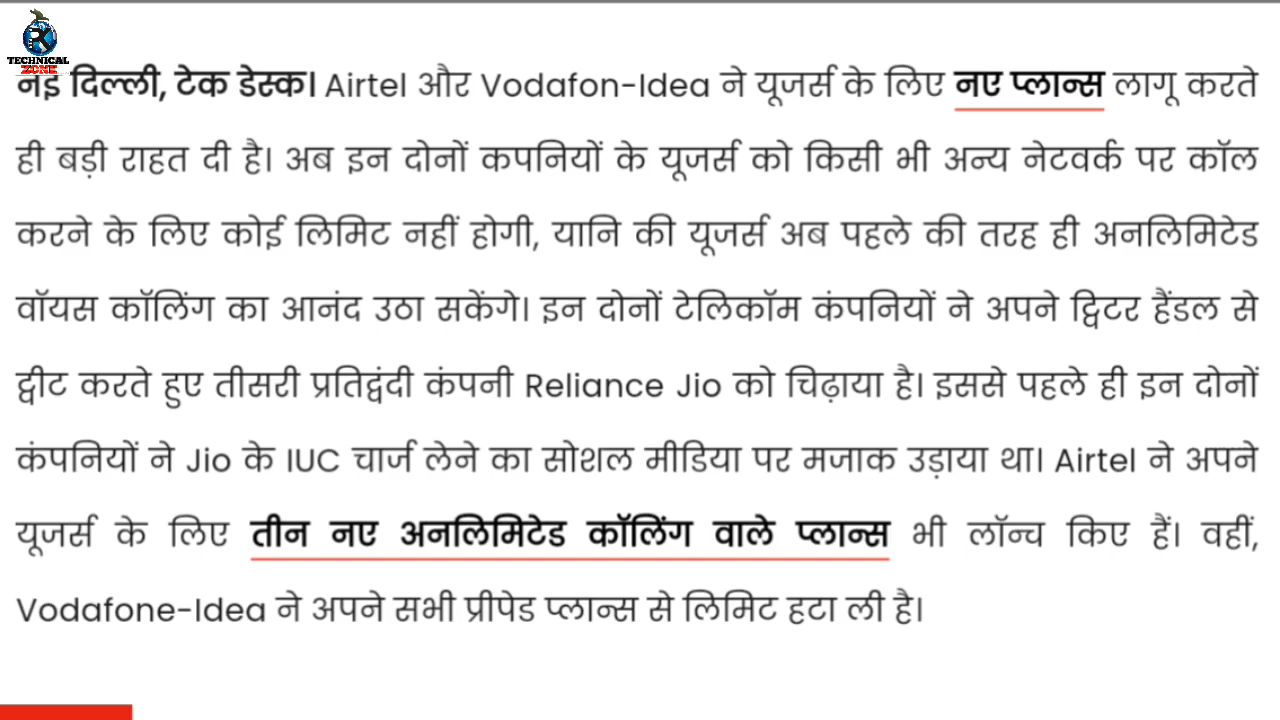 TECHNICAL
ZONE
नई दिल्ली, टेक डेस्क। Airtel और Vodafon-Idea ने यूजर्स के लिए नए प्लान्स लागू करते
ही बड़ी राहत दी है। अब इन दोनों कपनियों के यूजर्स को किसी भी अन्य नेटवर्क पर कॉल
करने के लिए कोई लिमिट नहीं होगी, यानि की यूजर्स अब पहले की तरह ही अनलिमिटेड
वॉयस कॉलिंग का आनंद उठा सकेंगे। इन दोनों टेलिकॉम कंपनियों ने अपने ट्विटर हैंडल से
ट्वीट करते हुए तीसरी प्रतिद्वंदी कंपनी Reliance Jio को चिढ़ाया है। इससे पहले ही इन दोनों
कंपनियों ने Jio के IUC चार्ज लेने का सोशल मीडिया पर मजाक उड़ाया था। Airtel ने अपने
यूजर्स के लिए तीन नए अनलिमिटेड कॉलिंग वाले प्लान्स भी लॉन्च किए हैं। वहीं,
Vodafone-Idea ने अपने सभी प्रीपेड प्लान्स से लिमिट हटा ली है।